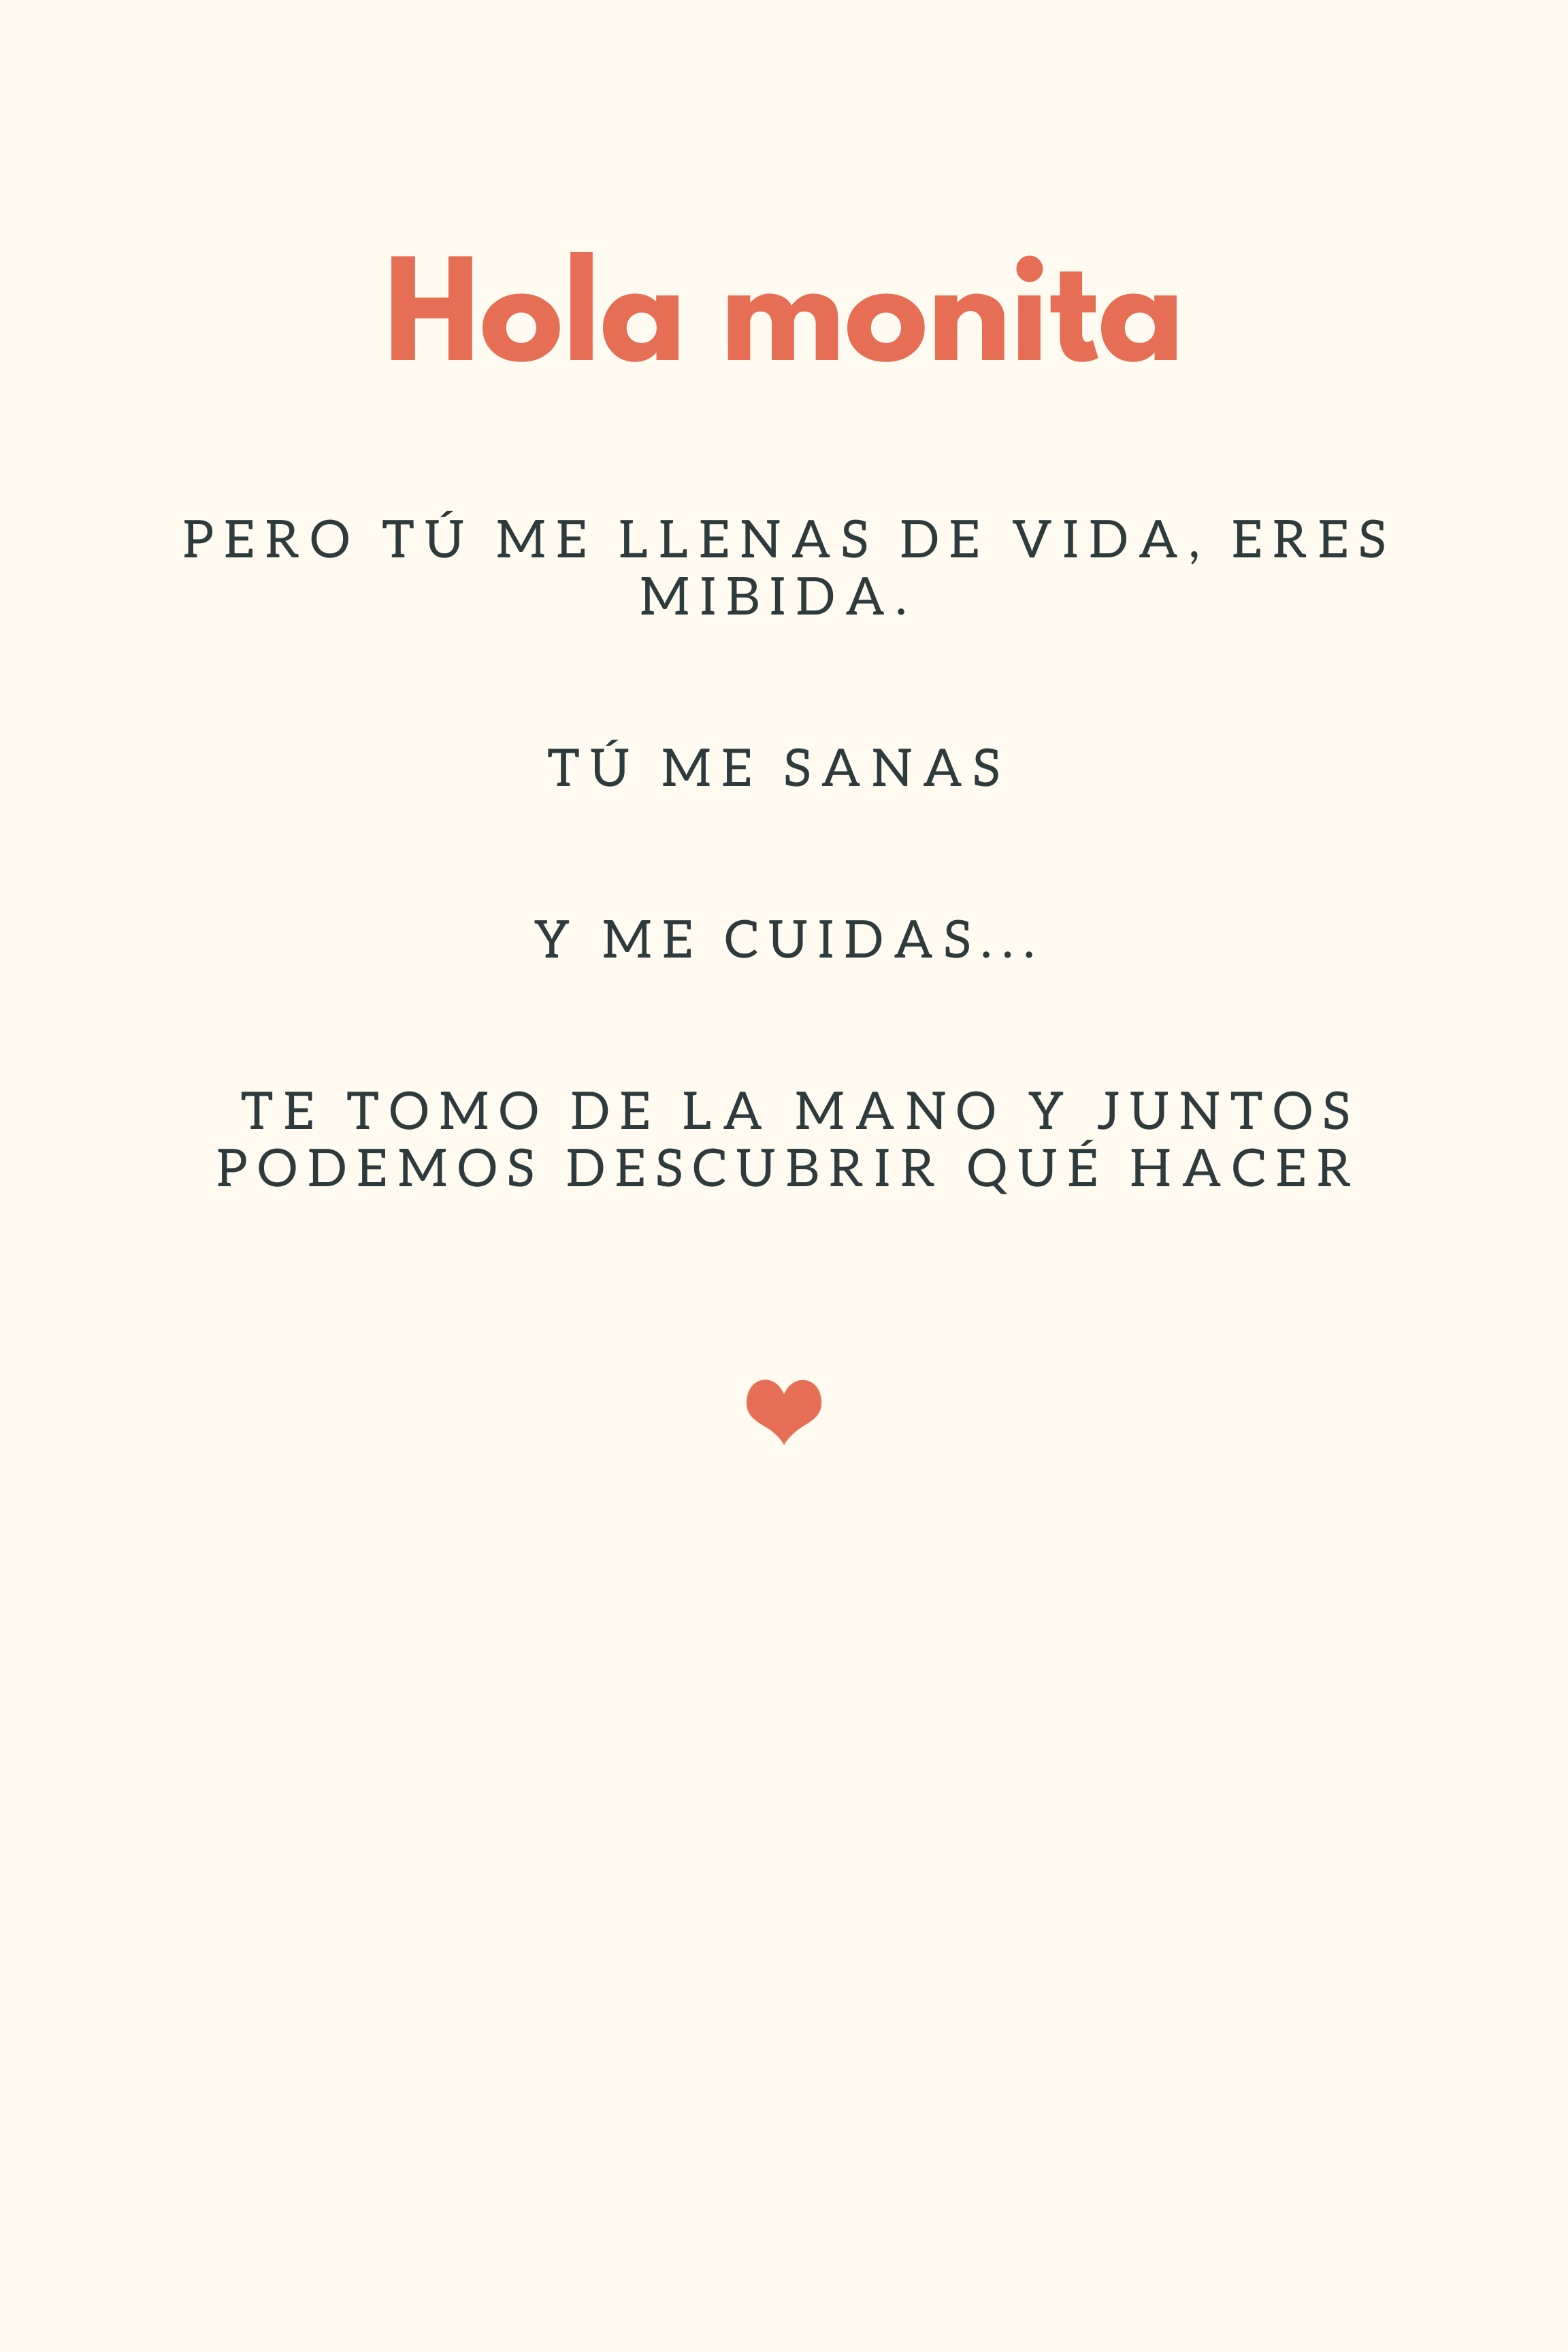 Hola monita
PERO TÚ ME LLENAS DE VIDA, ERES
MIBIDA.
TÚ ME SANAS
Y ME CUIDAS...
TE TOMO DE LA MANO Y JUNTOS
PODEMOS DESCUBRIR QUÉ HACER